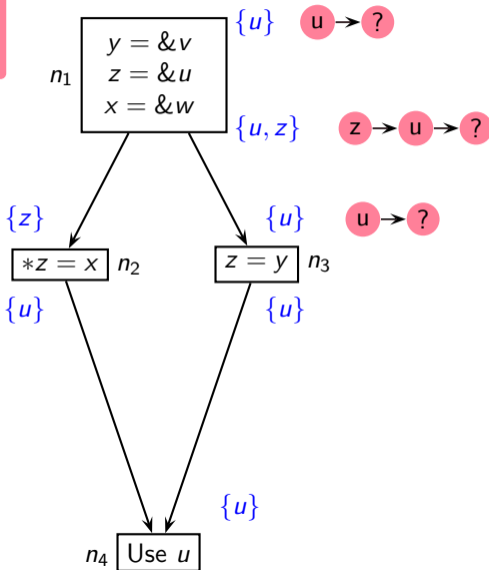 {u} u → ?
y = &v
n₁ z = &u
x = &w
{u, z} z → u → ?
{z} {u} u → ?
*z = x n₂ z = y n₃
{u} {u}
{u}
n₄ Use u